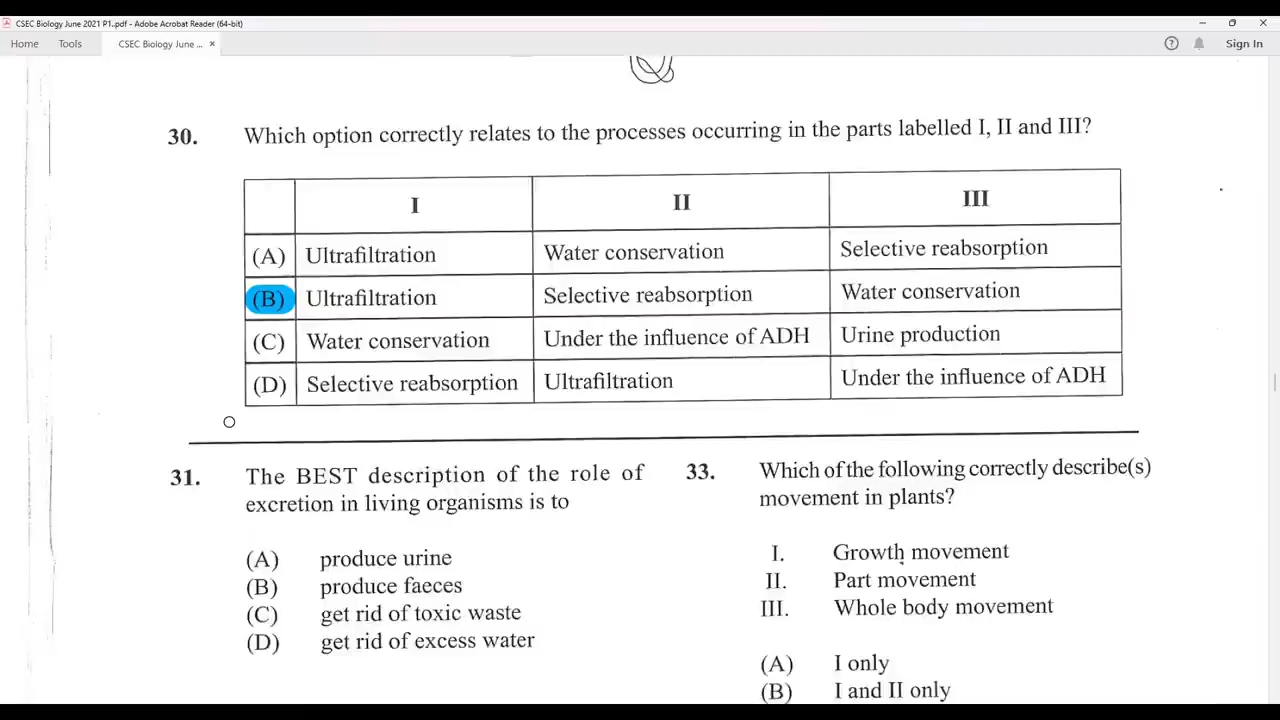 CSEC Biology June 2021 P1..pdf - Adobe Acrobat Reader (64-bit)
Home Tools CSEC Biology June ... × Sign In
30. Which option correctly relates to the processes occurring in the parts labelled I, II and III?
I II III
(A) Ultrafiltration Water conservation Selective reabsorption
(B) Ultrafiltration Selective reabsorption Water conservation
(C) Water conservation Under the influence of ADH Urine production
(D) Selective reabsorption Ultrafiltration Under the influence of ADH
31. The BEST description of the role of
excretion in living organisms is to
(A) produce urine
(B) produce faeces
(C) get rid of toxic waste
(D) get rid of excess water
33. Which of the following correctly describe(s)
movement in plants?
I. Growth movement
II. Part movement
III. Whole body movement
(A) I only
(B) I and II only